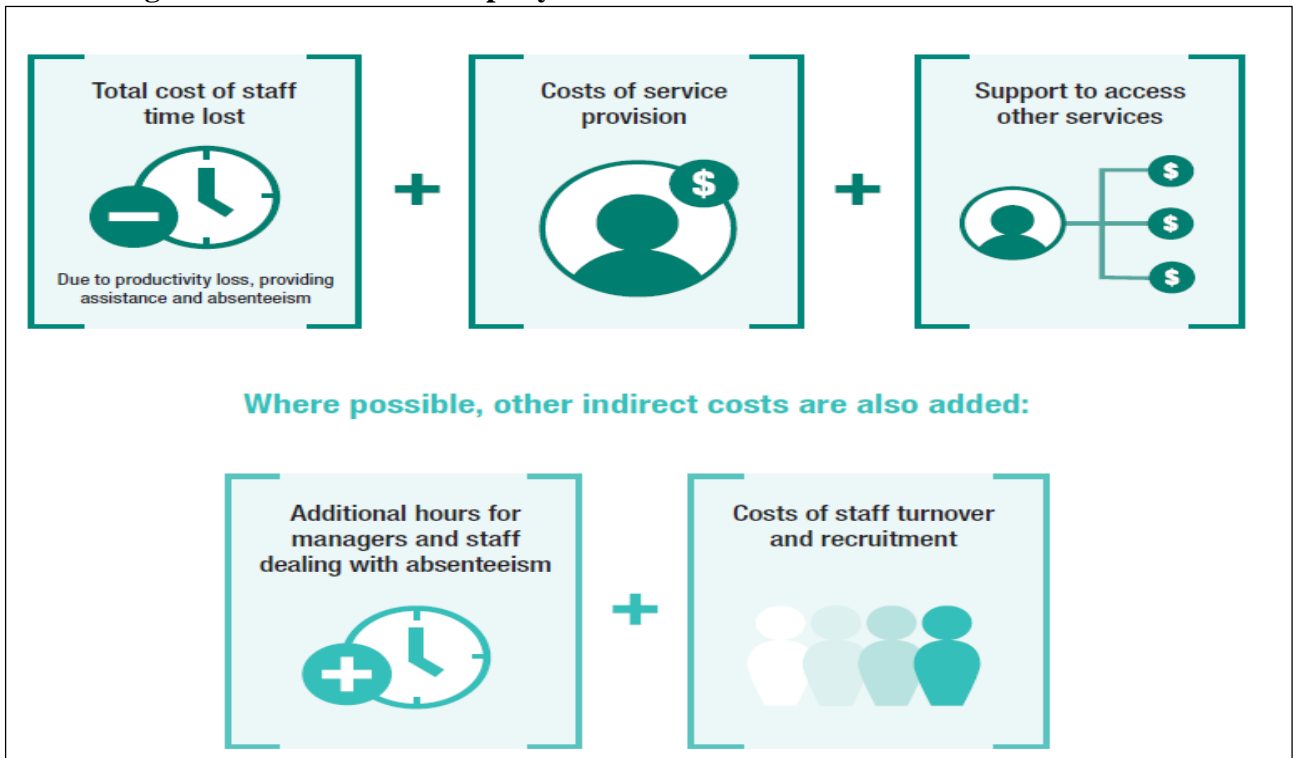 Total cost of staff
time lost
Due to productivity loss, providing
assistance and absenteeism
+
Costs of service
provision
$
+
Support to access
other services
$
$
$
Where possible, other indirect costs are also added:
Additional hours for
managers and staff
dealing with absenteeism
+
+
Costs of staff turnover
and recruitment